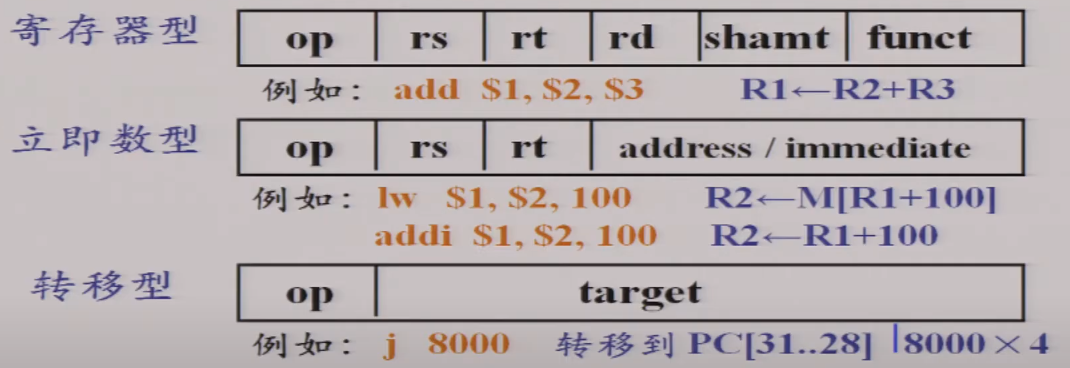 寄存器型 op rs rt rd shamt funct
例如: add $1, $2, $3 R1←R2+R3
立即数型 op rs rt address / immediate
例如: lw $1, $2, 100 R2←M[R1+100]
addi $1, $2, 100 R2←R1+100
转移型 op target
例如: j 8000 转移到 PC[31..28] |8000×4